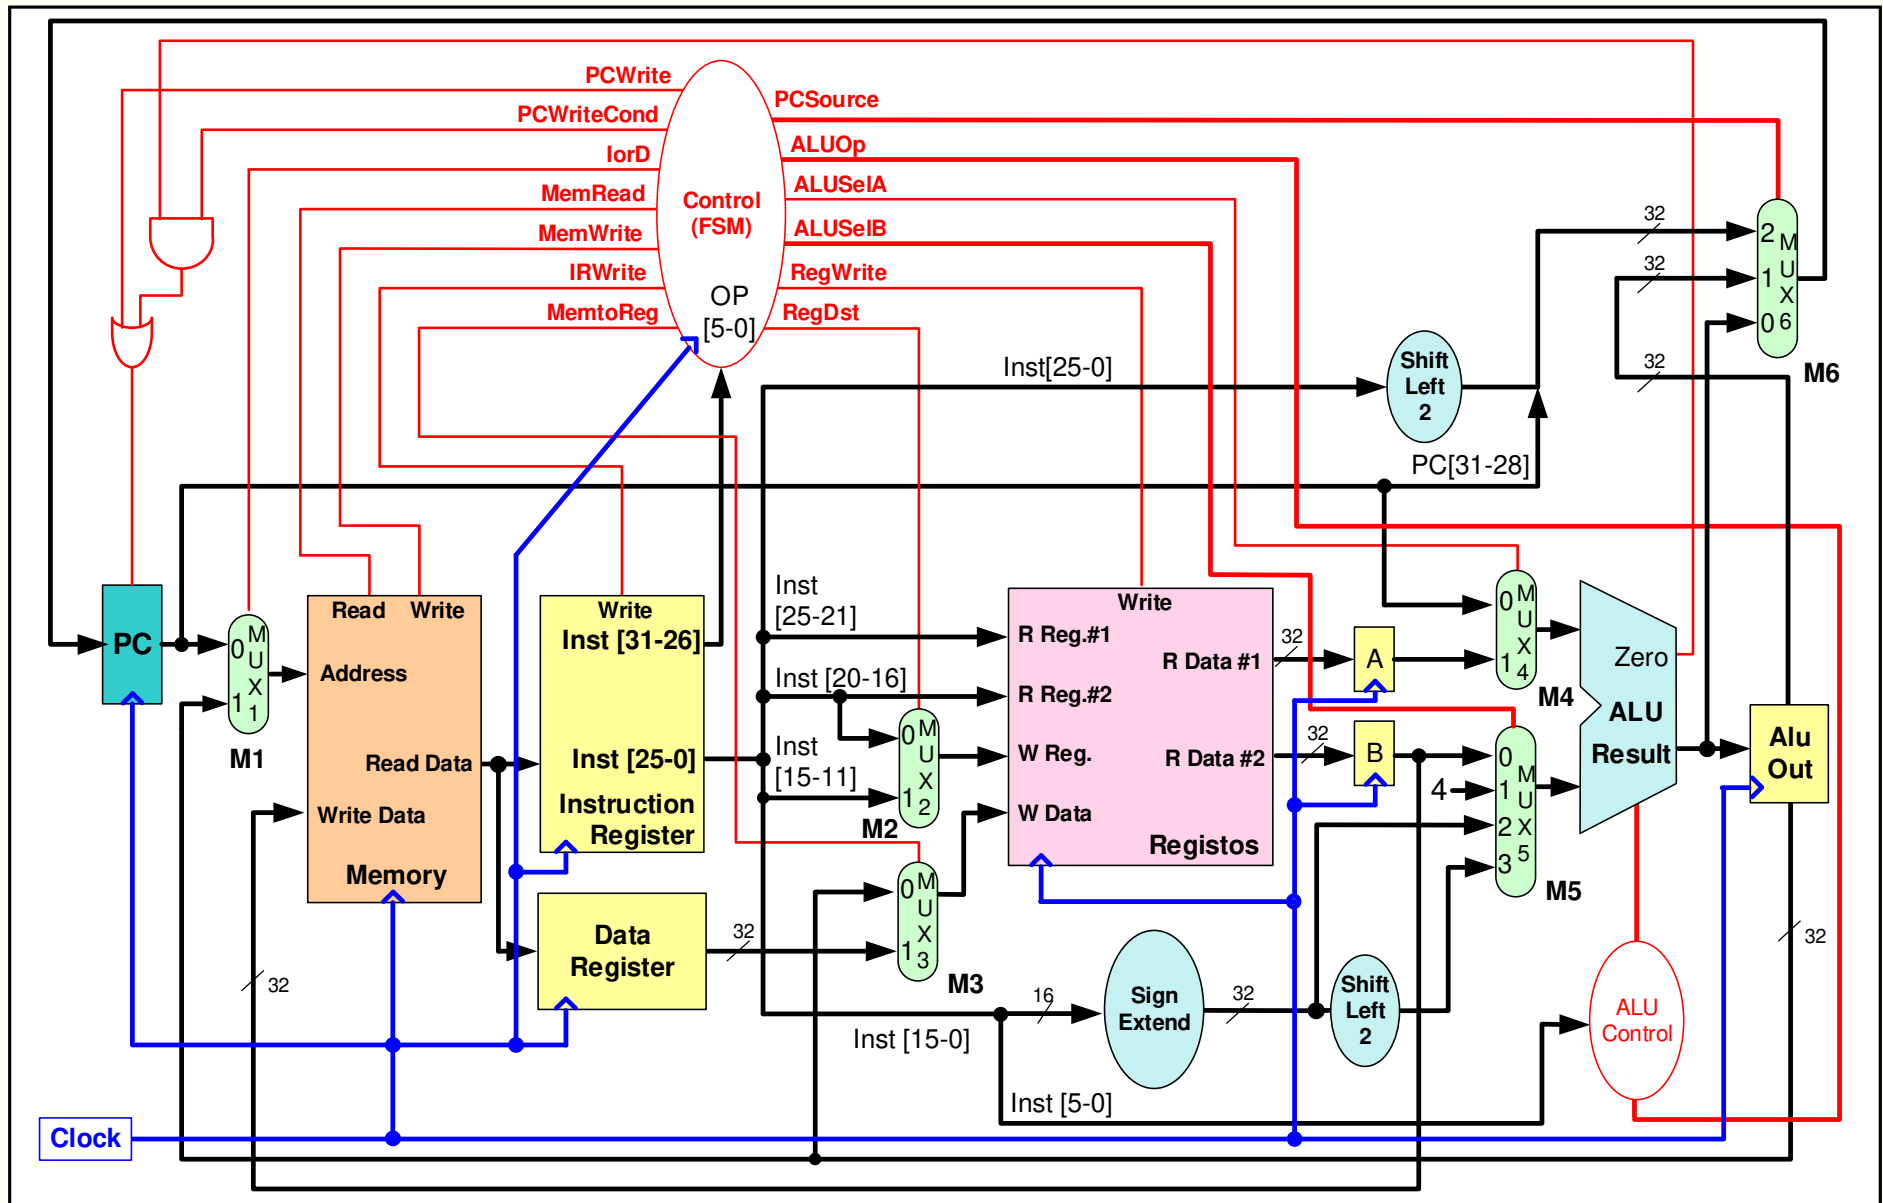 PCWrite
PCWriteCond
IorD
MemRead
MemWrite
IRWrite
MemtoReg
Control
(FSM)
OP
[5-0]
PCSource
ALUOp
ALUSelA
ALUSelB
RegWrite
RegDst
Inst[25-0]
Shift
Left
2
PC[31-28]
32
32
32
2
1
0
M
U
X
6
M6
PC
0
1
M
U
X
1
M1
Read Write
Address
Read Data
Write Data
Memory
32
Write
Inst [31-26]
Inst [25-0]
Instruction
Register
Data
Register
32
Inst
[25-21]
Inst [20-16]
Inst
[15-11]
0
1
M
U
X
2
M2
0
1
M
U
X
3
M3
Write
R Reg.#1
R Data #1
R Reg.#2
W Reg.
R Data #2
W Data
Registos
32
32
A
B
0
1
M
U
X
4
M4
4
0
1
2
3
M
U
X
5
M5
Zero
ALU
Result
Alu
Out
32
Inst [15-0]
16
Sign
Extend
32
Shift
Left
2
ALU
Control
Inst [5-0]
Clock